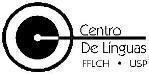 Centro
De Línguas
FFLCH • USP